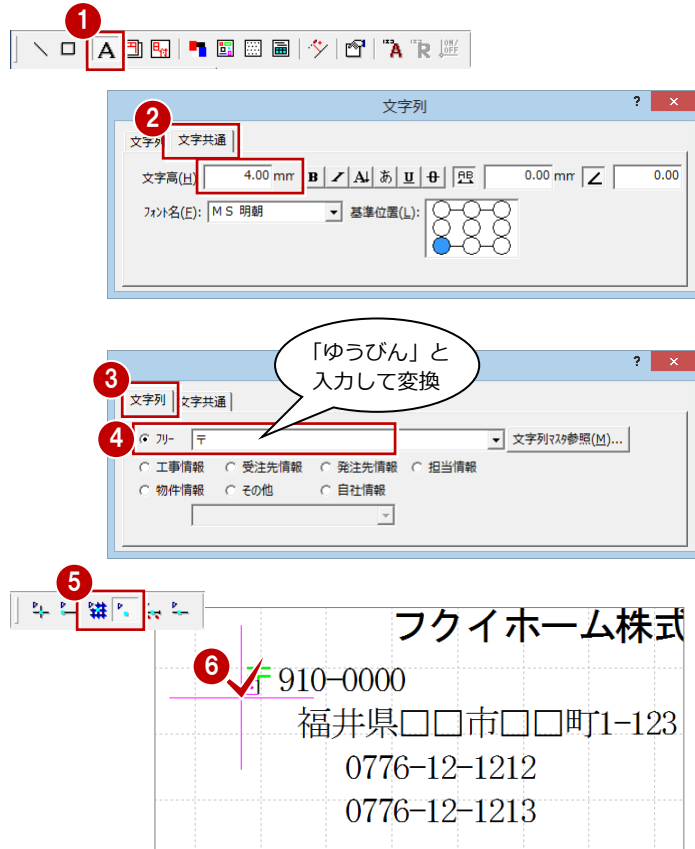 1
A
2
文字列
? ×
文字列 文字共通
文字高(H) 4.00 mm B あ U 0.00 mm 0.00
フォント名(F): ＭＳ 明朝 基準位置(L):
「ゆうびん」と
入力して変換
? ×
3
文字列 文字共通
4
フリー 〒 文字列マスタ参照(M)...
工事情報 受注先情報 発注先情報 担当情報
物件情報 その他 自社情報
5
フクイホーム株式
6
〒 910-0000
福井県□□市□□町1-123
0776-12-1212
0776-12-1213